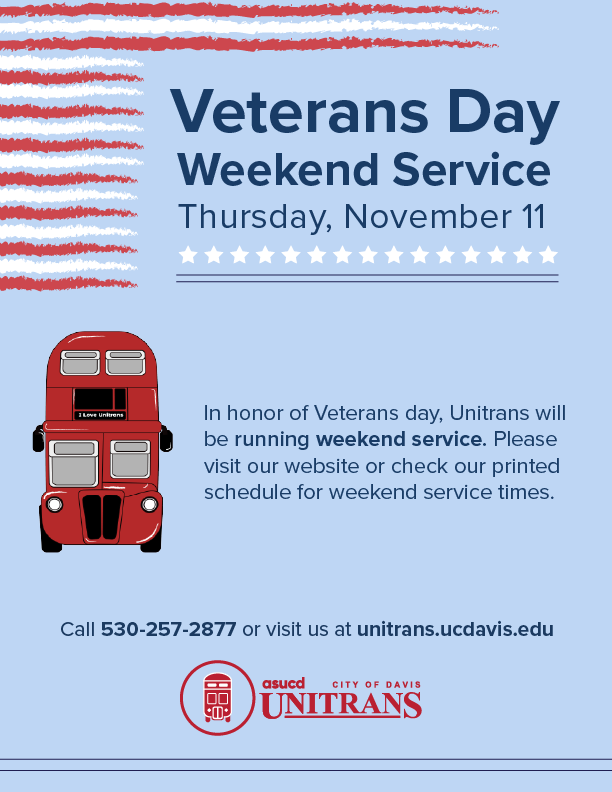 Veterans Day
Weekend Service
Thursday, November 11
I Love Unitrans
In honor of Veterans day, Unitrans will
be running weekend service. Please
visit our website or check our printed
schedule for weekend service times.
Call 530-257-2877 or visit us at unitrans.ucdavis.edu
asucd CITY OF DAVIS
UNITRANS